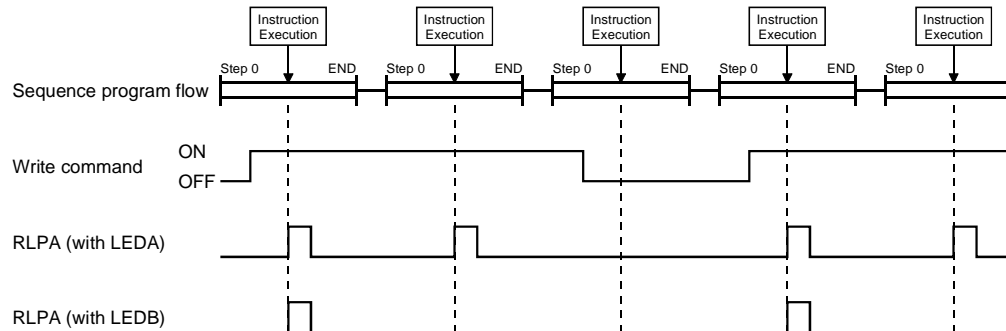 Instruction
Execution
Instruction
Execution
Instruction
Execution
Instruction
Execution
Instruction
Execution
Step 0 END Step 0 END Step 0 END Step 0 END Step 0
Sequence program flow
ON
Write command
OFF
RLPA (with LEDA)
RLPA (with LEDB)